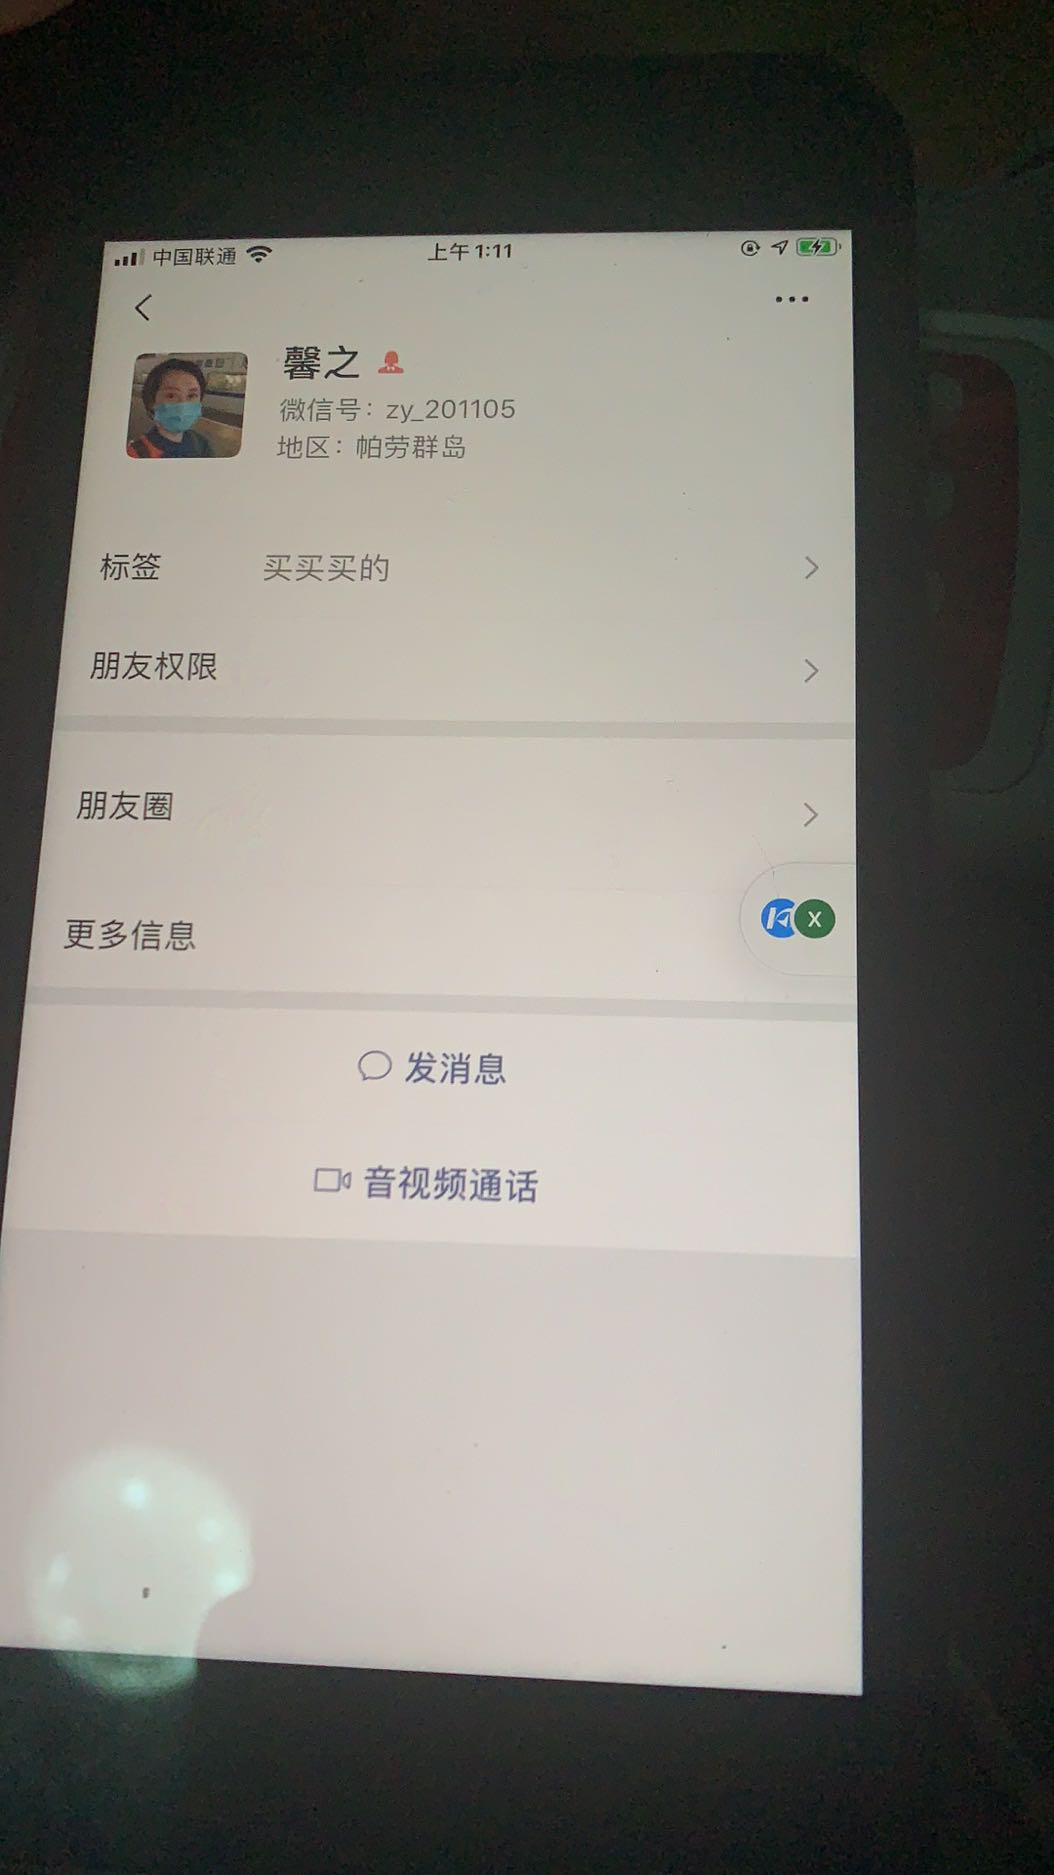 中国联通
上午1:11
馨之
微信号：zy_201105
地区：帕劳群岛
标签 买买买的
朋友权限
朋友圈
更多信息
X
发消息
音视频通话